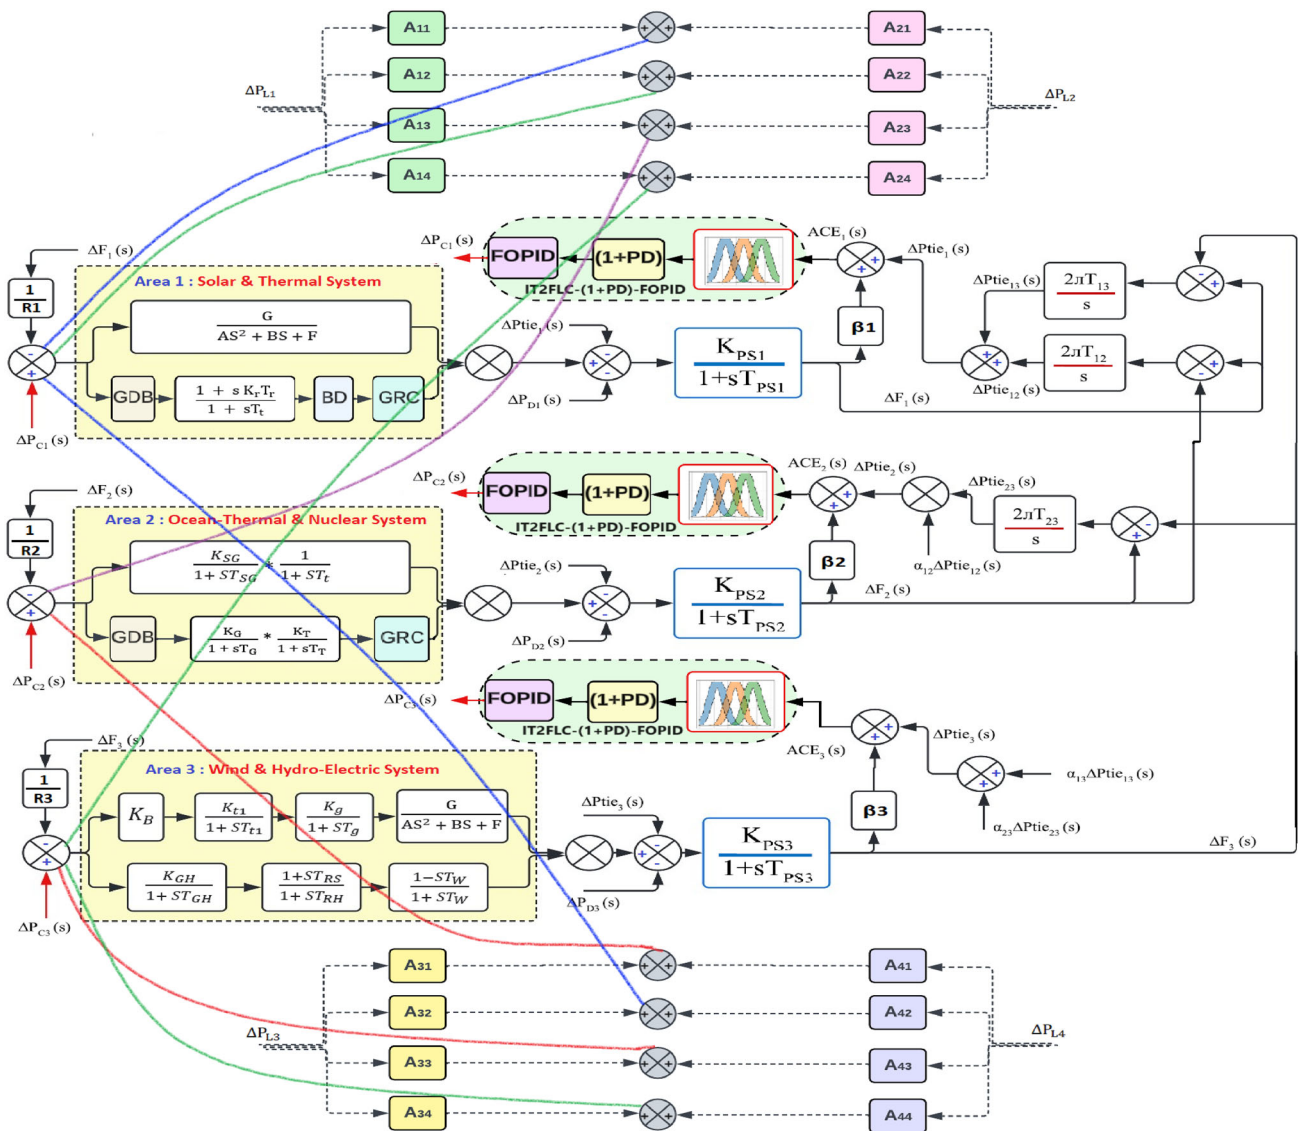 A11
A21
A12
A22
ΔPL1
ΔPL2
A13
A23
A14
A24
ΔF1(s)
1
R1
Area 1 : Solar & Thermal System
G
AS² + BS + F
GDB
1 + s KrTr
1 + sTt
BD
GRC
ΔPC1(s)
ΔPC1(s)
FOPID
(1+PD)
IT2FLC-(1+PD)-FOPID
ACE1(s)
β1
ΔPtie1(s)
ΔPtie1(s)
ΔPD1(s)
KPS1
1+sTPS1
ΔPtie13(s)
2πT13
s
2πT12
s
ΔPtie12(s)
ΔF1(s)
ΔF2(s)
1
R2
Area 2 : Ocean-Thermal & Nuclear System
KSG
1 + STSG
*
1
1 + STt
GDB
KG
1 + sTG
*
KT
1 + sTT
GRC
ΔPC2(s)
ΔPC2(s)
FOPID
(1+PD)
IT2FLC-(1+PD)-FOPID
ACE2(s)
ΔPtie2(s)
ΔPtie23(s)
2πT23
s
β2
α12ΔPtie12(s)
ΔPtie2(s)
ΔPD2(s)
KPS2
1+sTPS2
ΔF2(s)
ΔPC3(s)
FOPID
(1+PD)
IT2FLC-(1+PD)-FOPID
ACE3(s)
ΔPtie3(s)
α13ΔPtie13(s)
α23ΔPtie23(s)
β3
ΔF3(s)
1
R3
Area 3 : Wind & Hydro-Electric System
KB
Kt1
1 + STt1
Kg
1 + STg
G
AS² + BS + F
KGH
1 + STGH
1+STRS
1+STRH
1−STW
1+ STW
ΔPC3(s)
ΔPtie3(s)
ΔPD3(s)
KPS3
1+sTPS3
ΔF3(s)
A31
A41
A32
A42
ΔPL3
ΔPL4
A33
A43
A34
A44